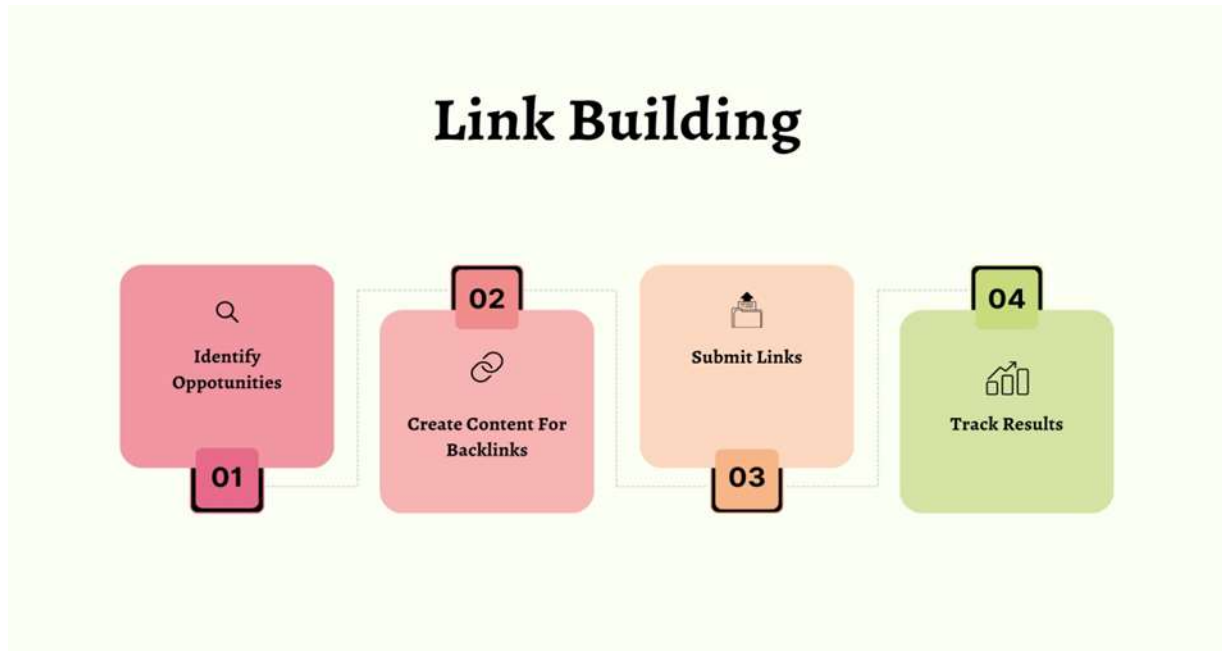 Link Building
Identify
Oppotunities
01
02
Create Content For
Backlinks
Submit Links
03
04
Track Results